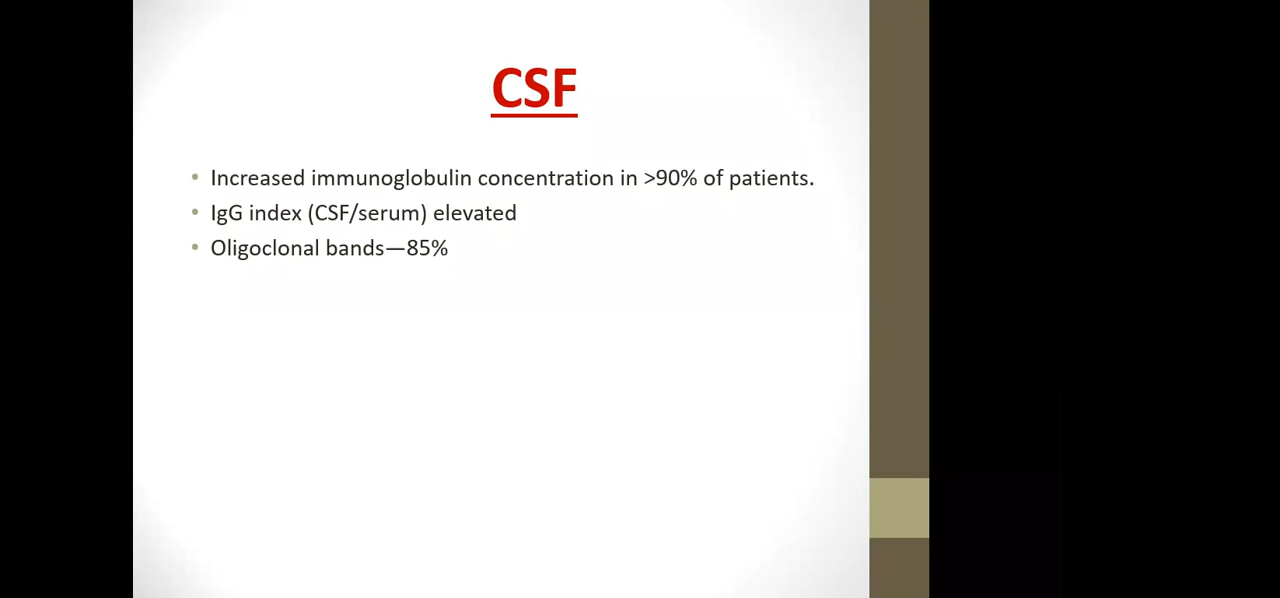 CSF
• Increased immunoglobulin concentration in >90% of patients.
• IgG index (CSF/serum) elevated
• Oligoclonal bands—85%